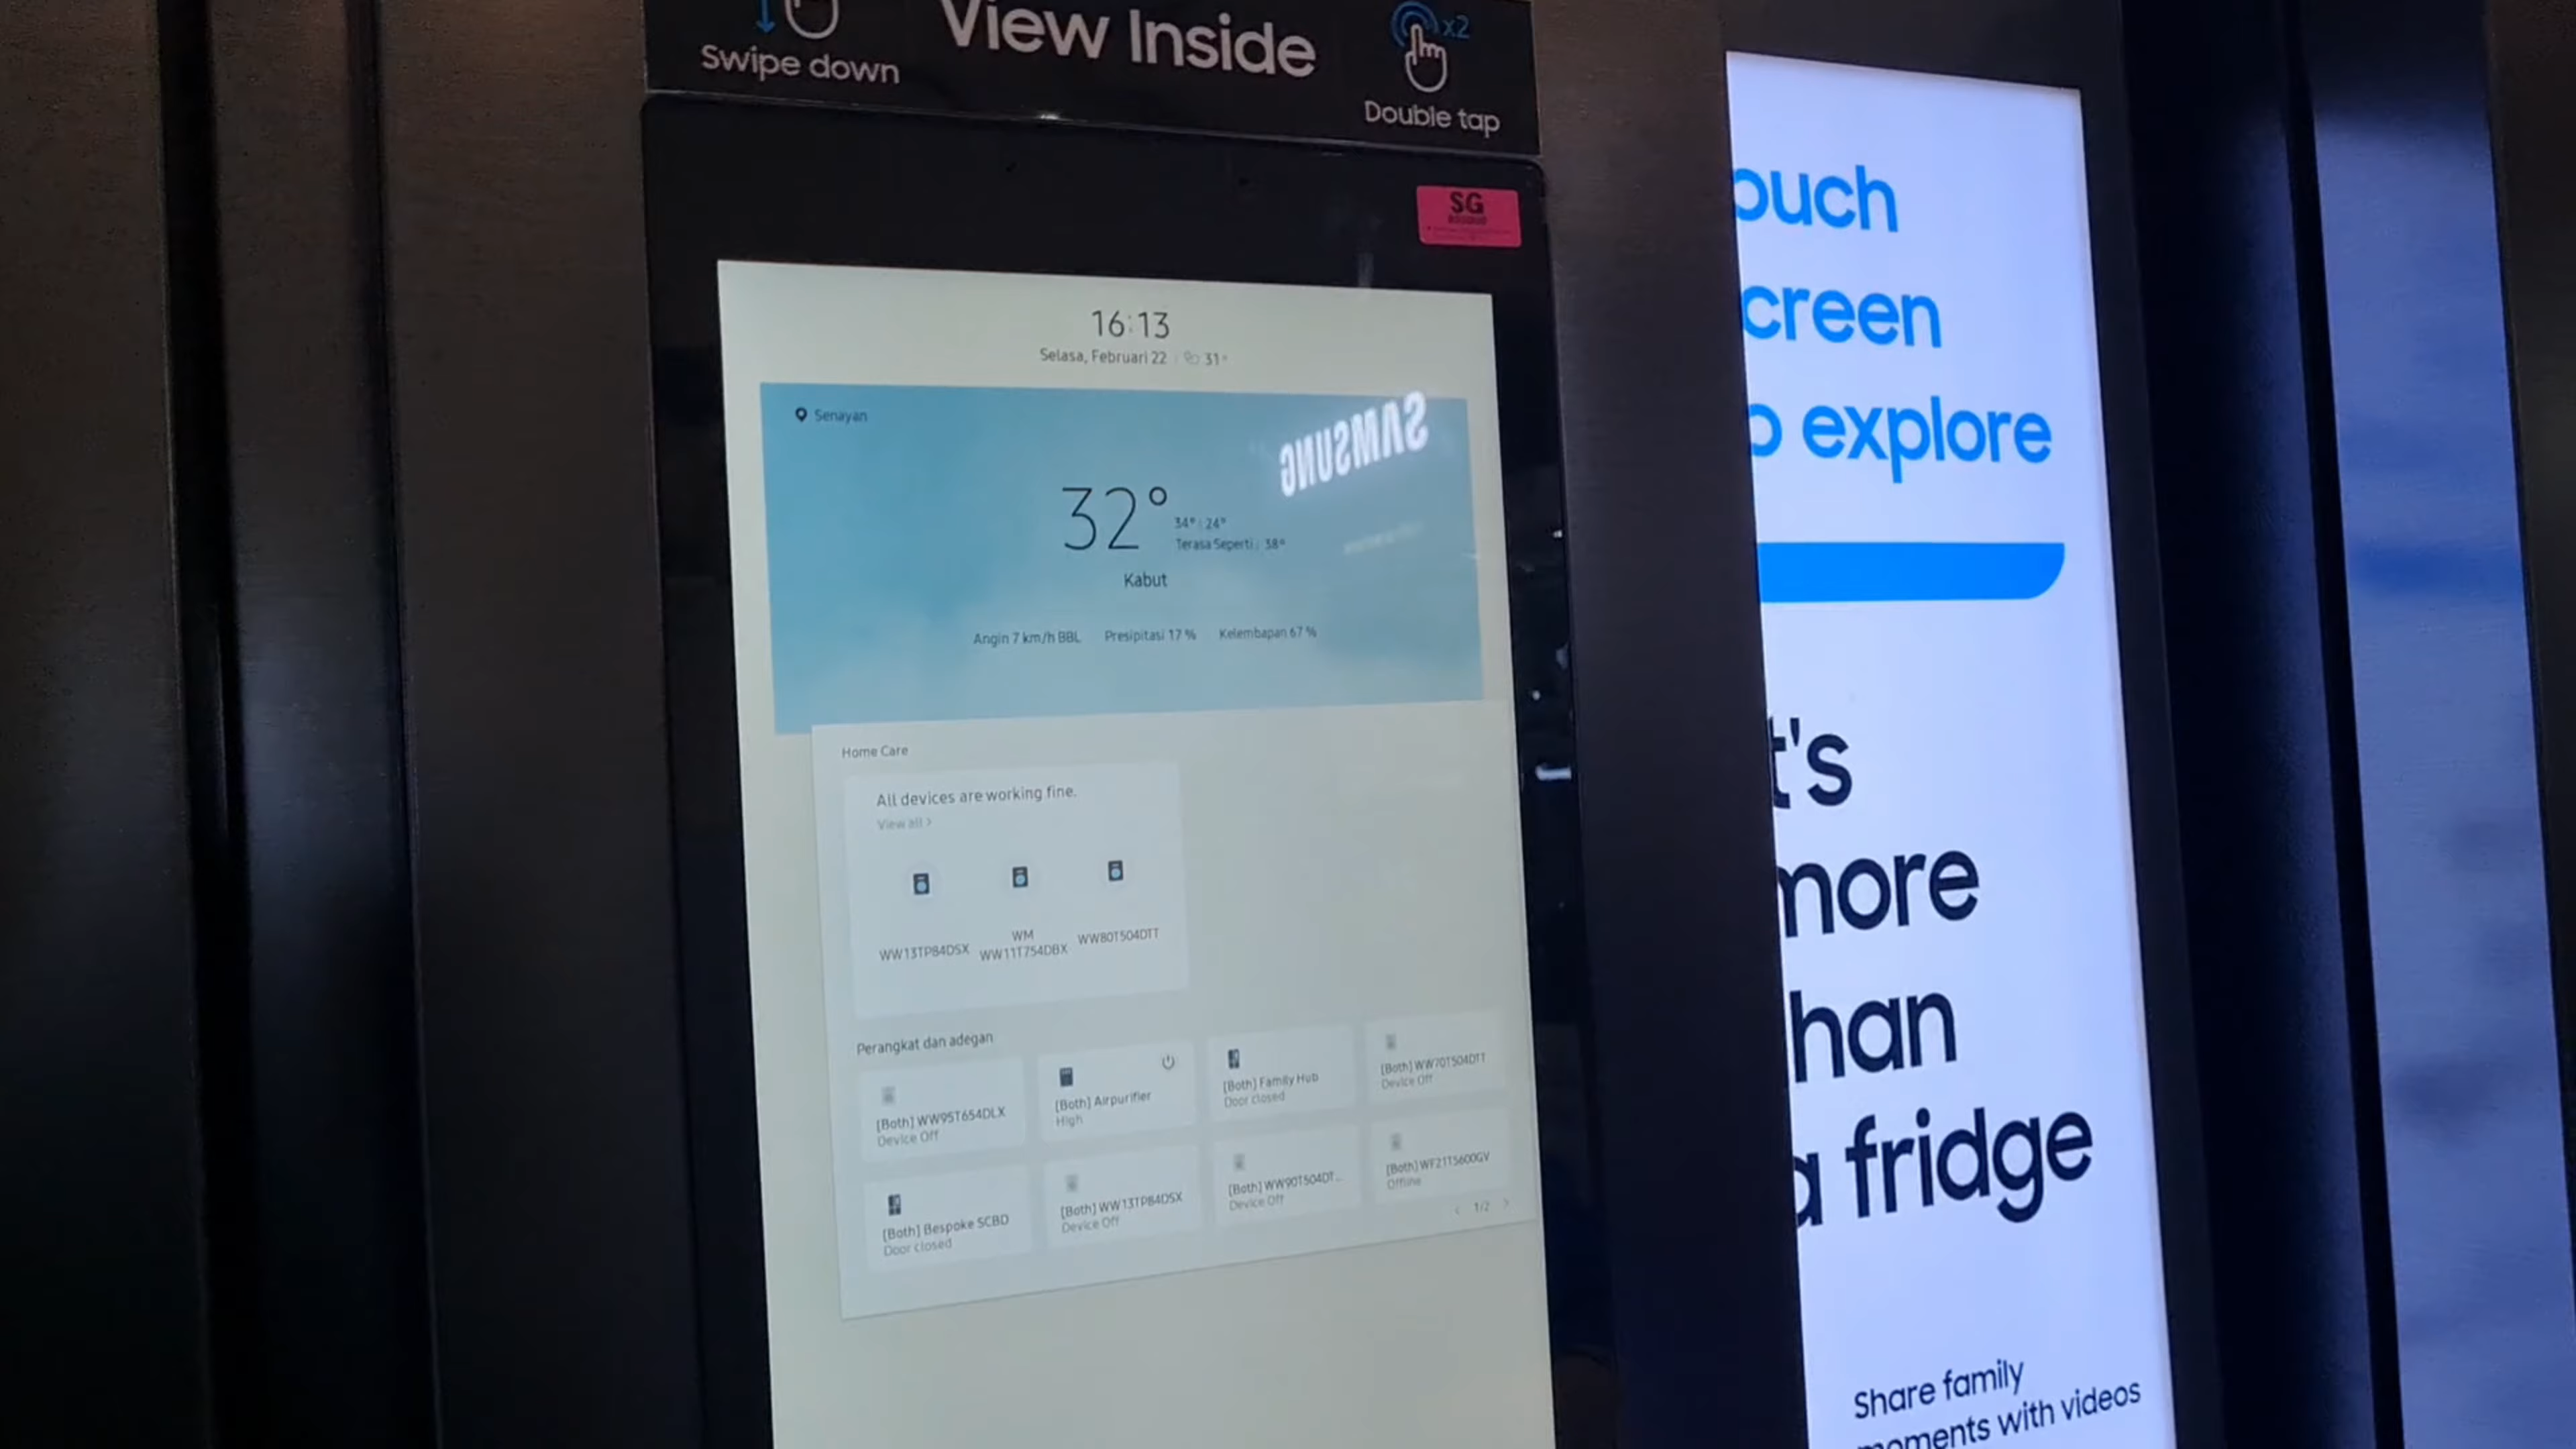 Swipe down
View Inside
x2
Double tap
SG
16:13
Selasa, Februari 22 31°
Senayan
SAMSUNG
32°
34° 24°
Terasa Seperti 38°
Kabut
Angin 7 km/h BBL Presipitasi 17 % Kelembapan 67 %
Home Care
All devices are working fine.
View all >
WW13TP84DSX
WM
WW11T754DBX
WW80T504DTT
Perangkat dan adegan
[Both] WW95T654DLX
Device Off
[Both] Airpurifier
High
[Both] Family Hub
Door closed
[Both] WW70T504DTT
Device Off
[Both] Bespoke SCBD
Door closed
[Both] WW13TP84DSX
Device Off
[Both] WW90T504DT...
Device Off
[Both] WF21T5600GV
Offline
< 1/2 >
ouch
creen
o explore
t's
more
han
a fridge
Share family
moments with videos